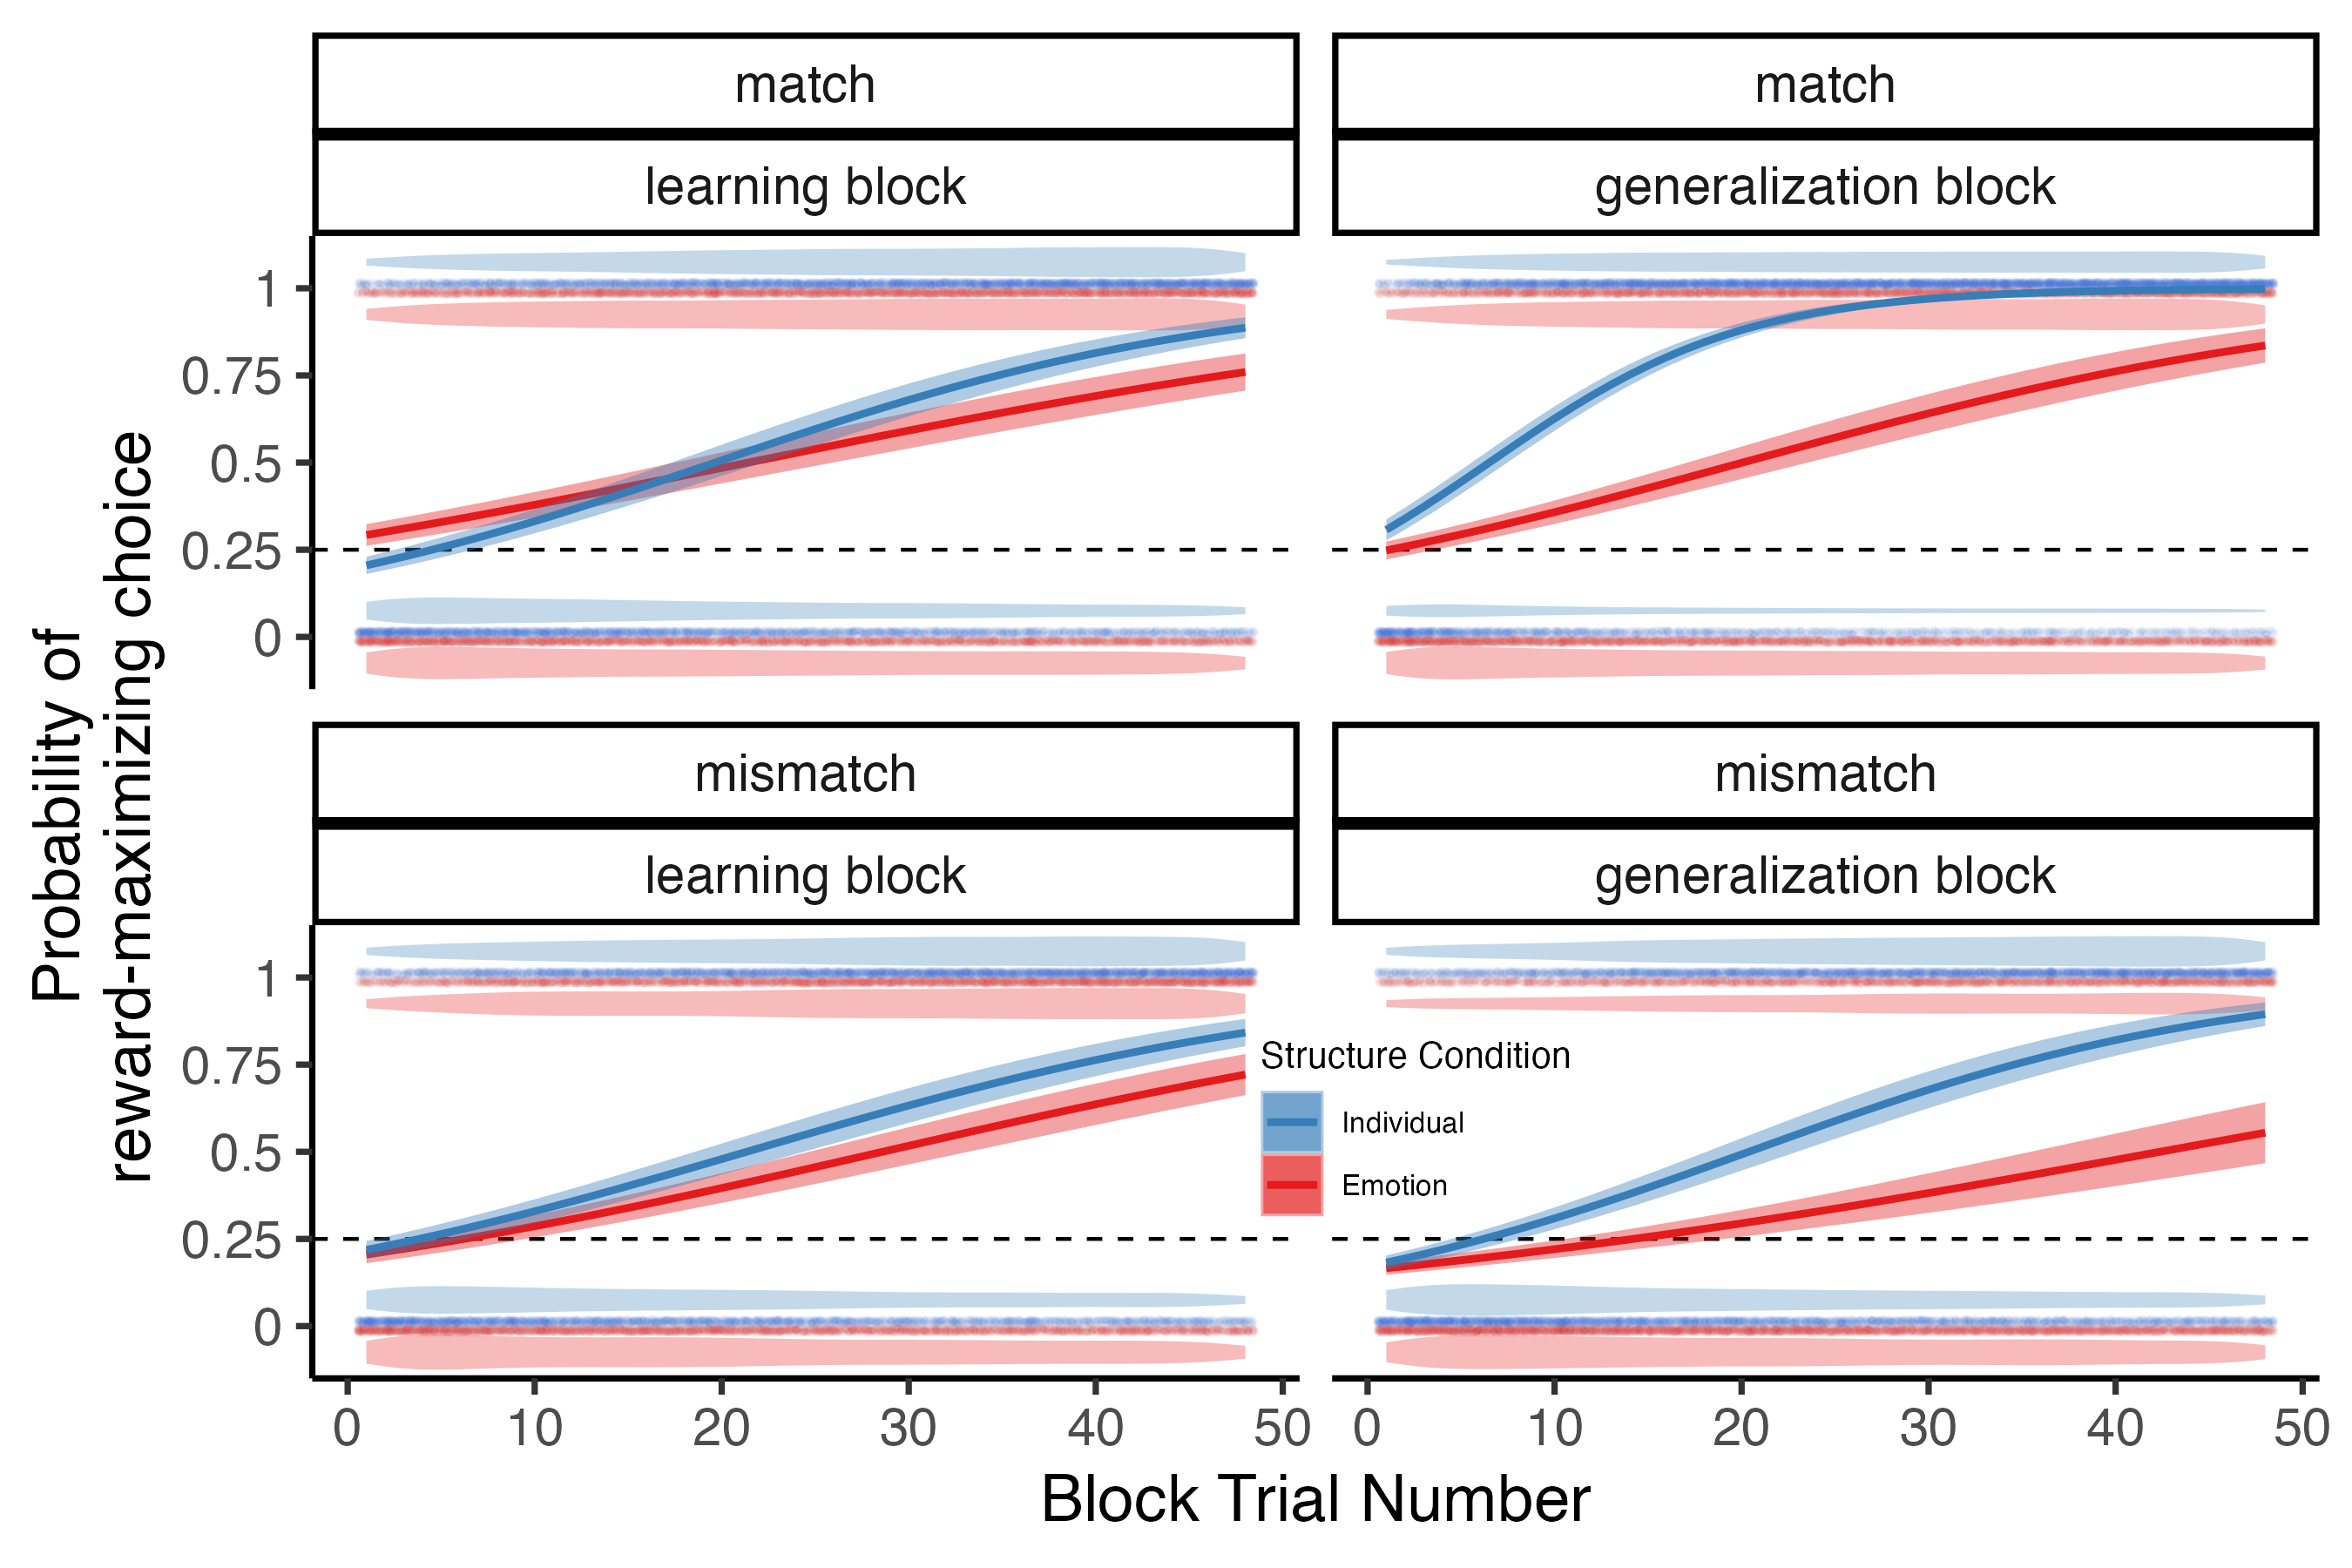 match
match
learning block
generalization block
1
0.75
0.5
0.25
0
mismatch
mismatch
learning block
generalization block
1
0.75
0.5
0.25
0
Probability of
reward-maximizing choice
Structure Condition
Individual
Emotion
0 10 20 30 40 50
0 10 20 30 40 50
Block Trial Number